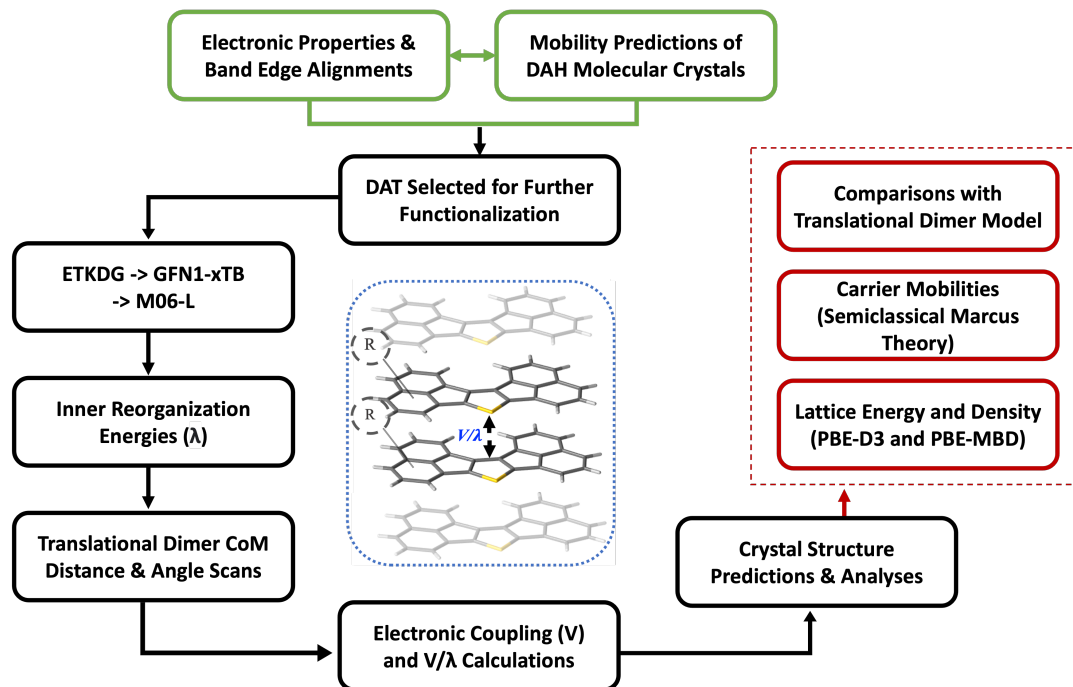 Electronic Properties &
Band Edge Alignments
Mobility Predictions of
DAH Molecular Crystals
DAT Selected for Further
Functionalization
ETKDG -> GFN1-xTB
-> M06-L
Inner Reorganization
Energies (λ)
Translational Dimer CoM
Distance & Angle Scans
R
R
V/λ
Electronic Coupling (V)
and V/λ Calculations
Crystal Structure
Predictions & Analyses
Comparisons with
Translational Dimer Model
Carrier Mobilities
(Semiclassical Marcus
Theory)
Lattice Energy and Density
(PBE-D3 and PBE-MBD)